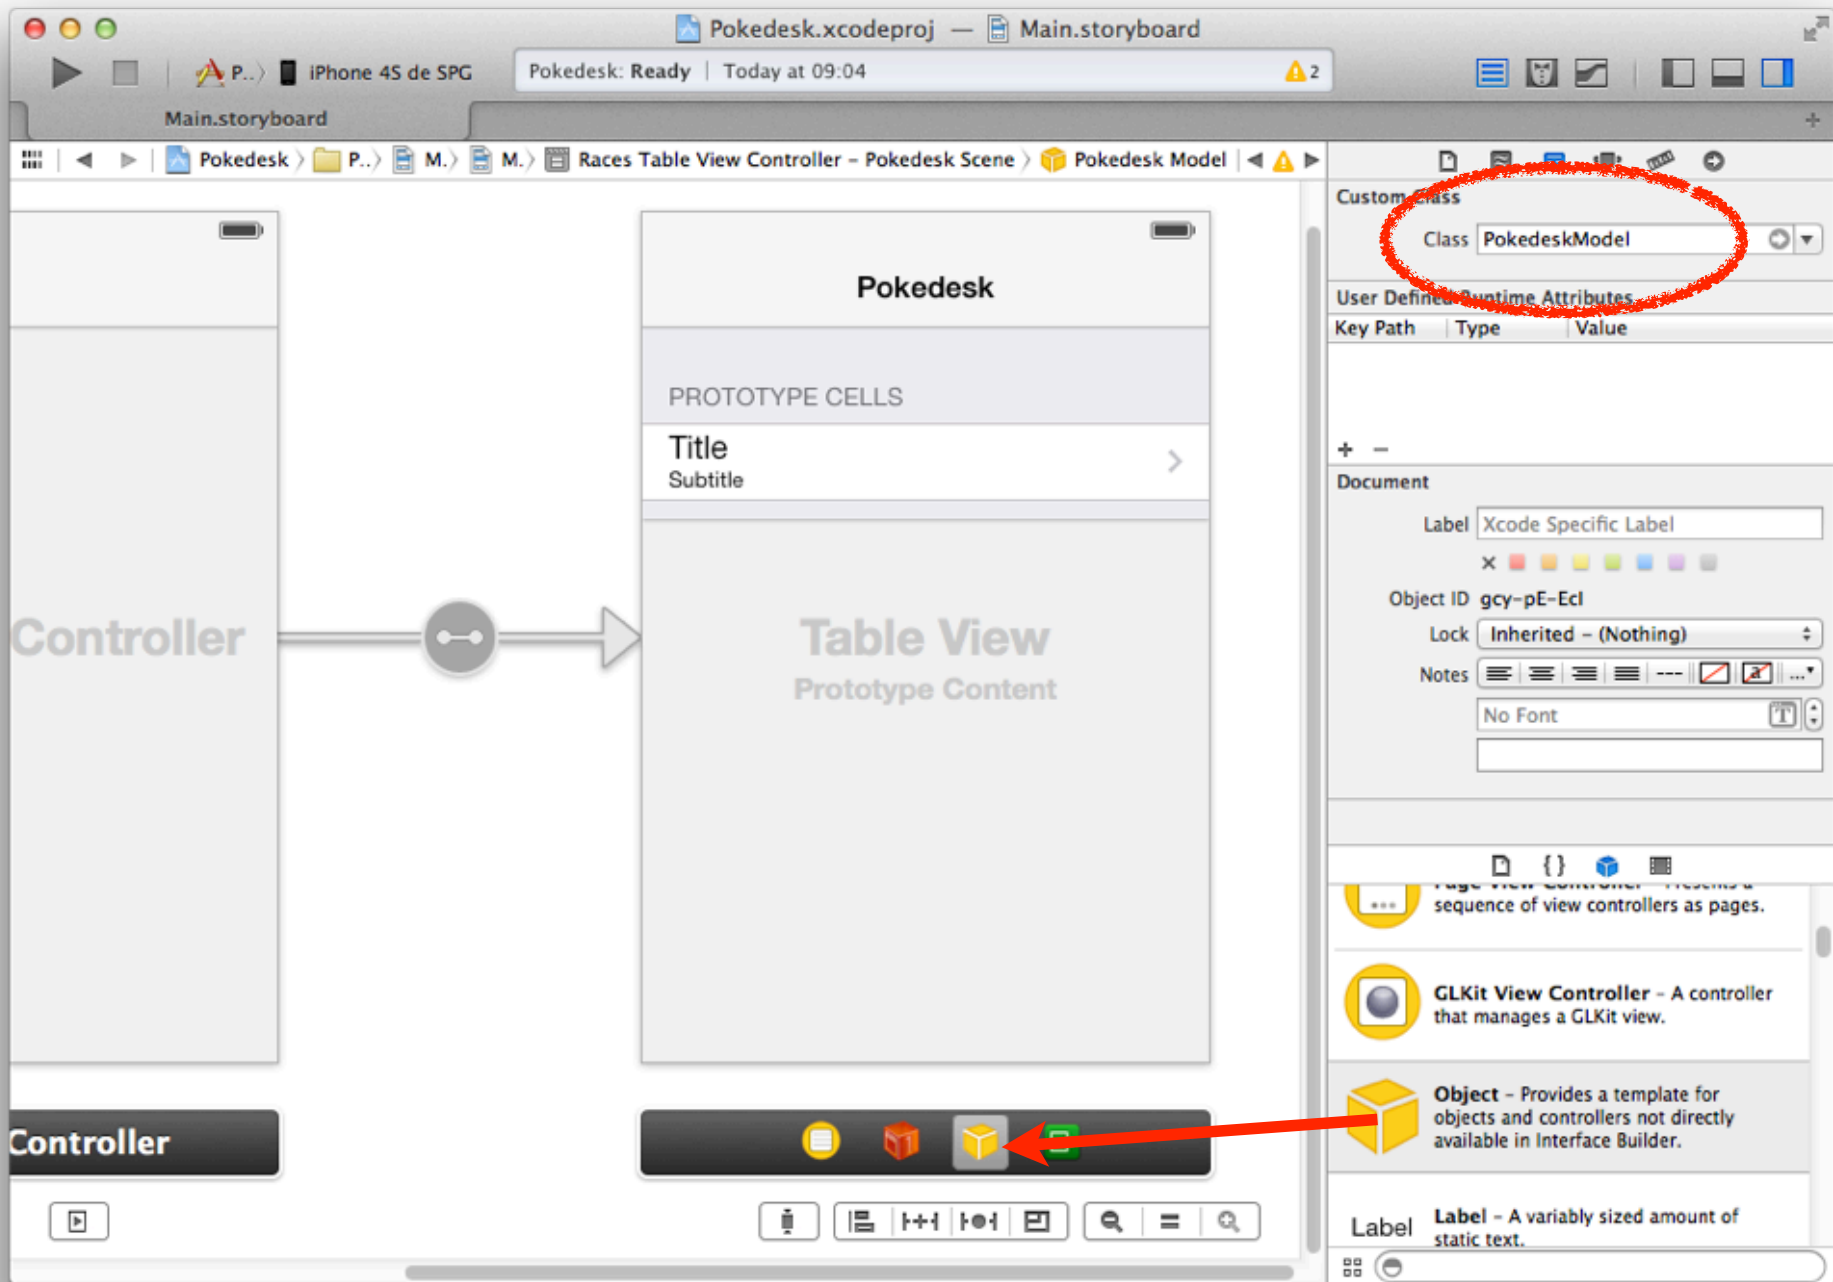 Pokedesk.xcodeproj — Main.storyboard
P.. iPhone 4S de SPG
Pokedesk: Ready | Today at 09:04
2
Main.storyboard
Pokedesk P.. M. M. Races Table View Controller – Pokedesk Scene Pokedesk Model
Custom Class
Class PokedeskModel
User Defined Runtime Attributes
Key Path Type Value
+ −
Document
Label Xcode Specific Label
Object ID gcy-pE-EcI
Lock Inherited – (Nothing)
Notes
No Font
Pokedesk
PROTOTYPE CELLS
Title
Subtitle
Controller
Table View
Prototype Content
Controller
Page View Controller – Presents a
sequence of view controllers as pages.
GLKit View Controller – A controller
that manages a GLKit view.
Object – Provides a template for
objects and controllers not directly
available in Interface Builder.
Label
Label – A variably sized amount of
static text.